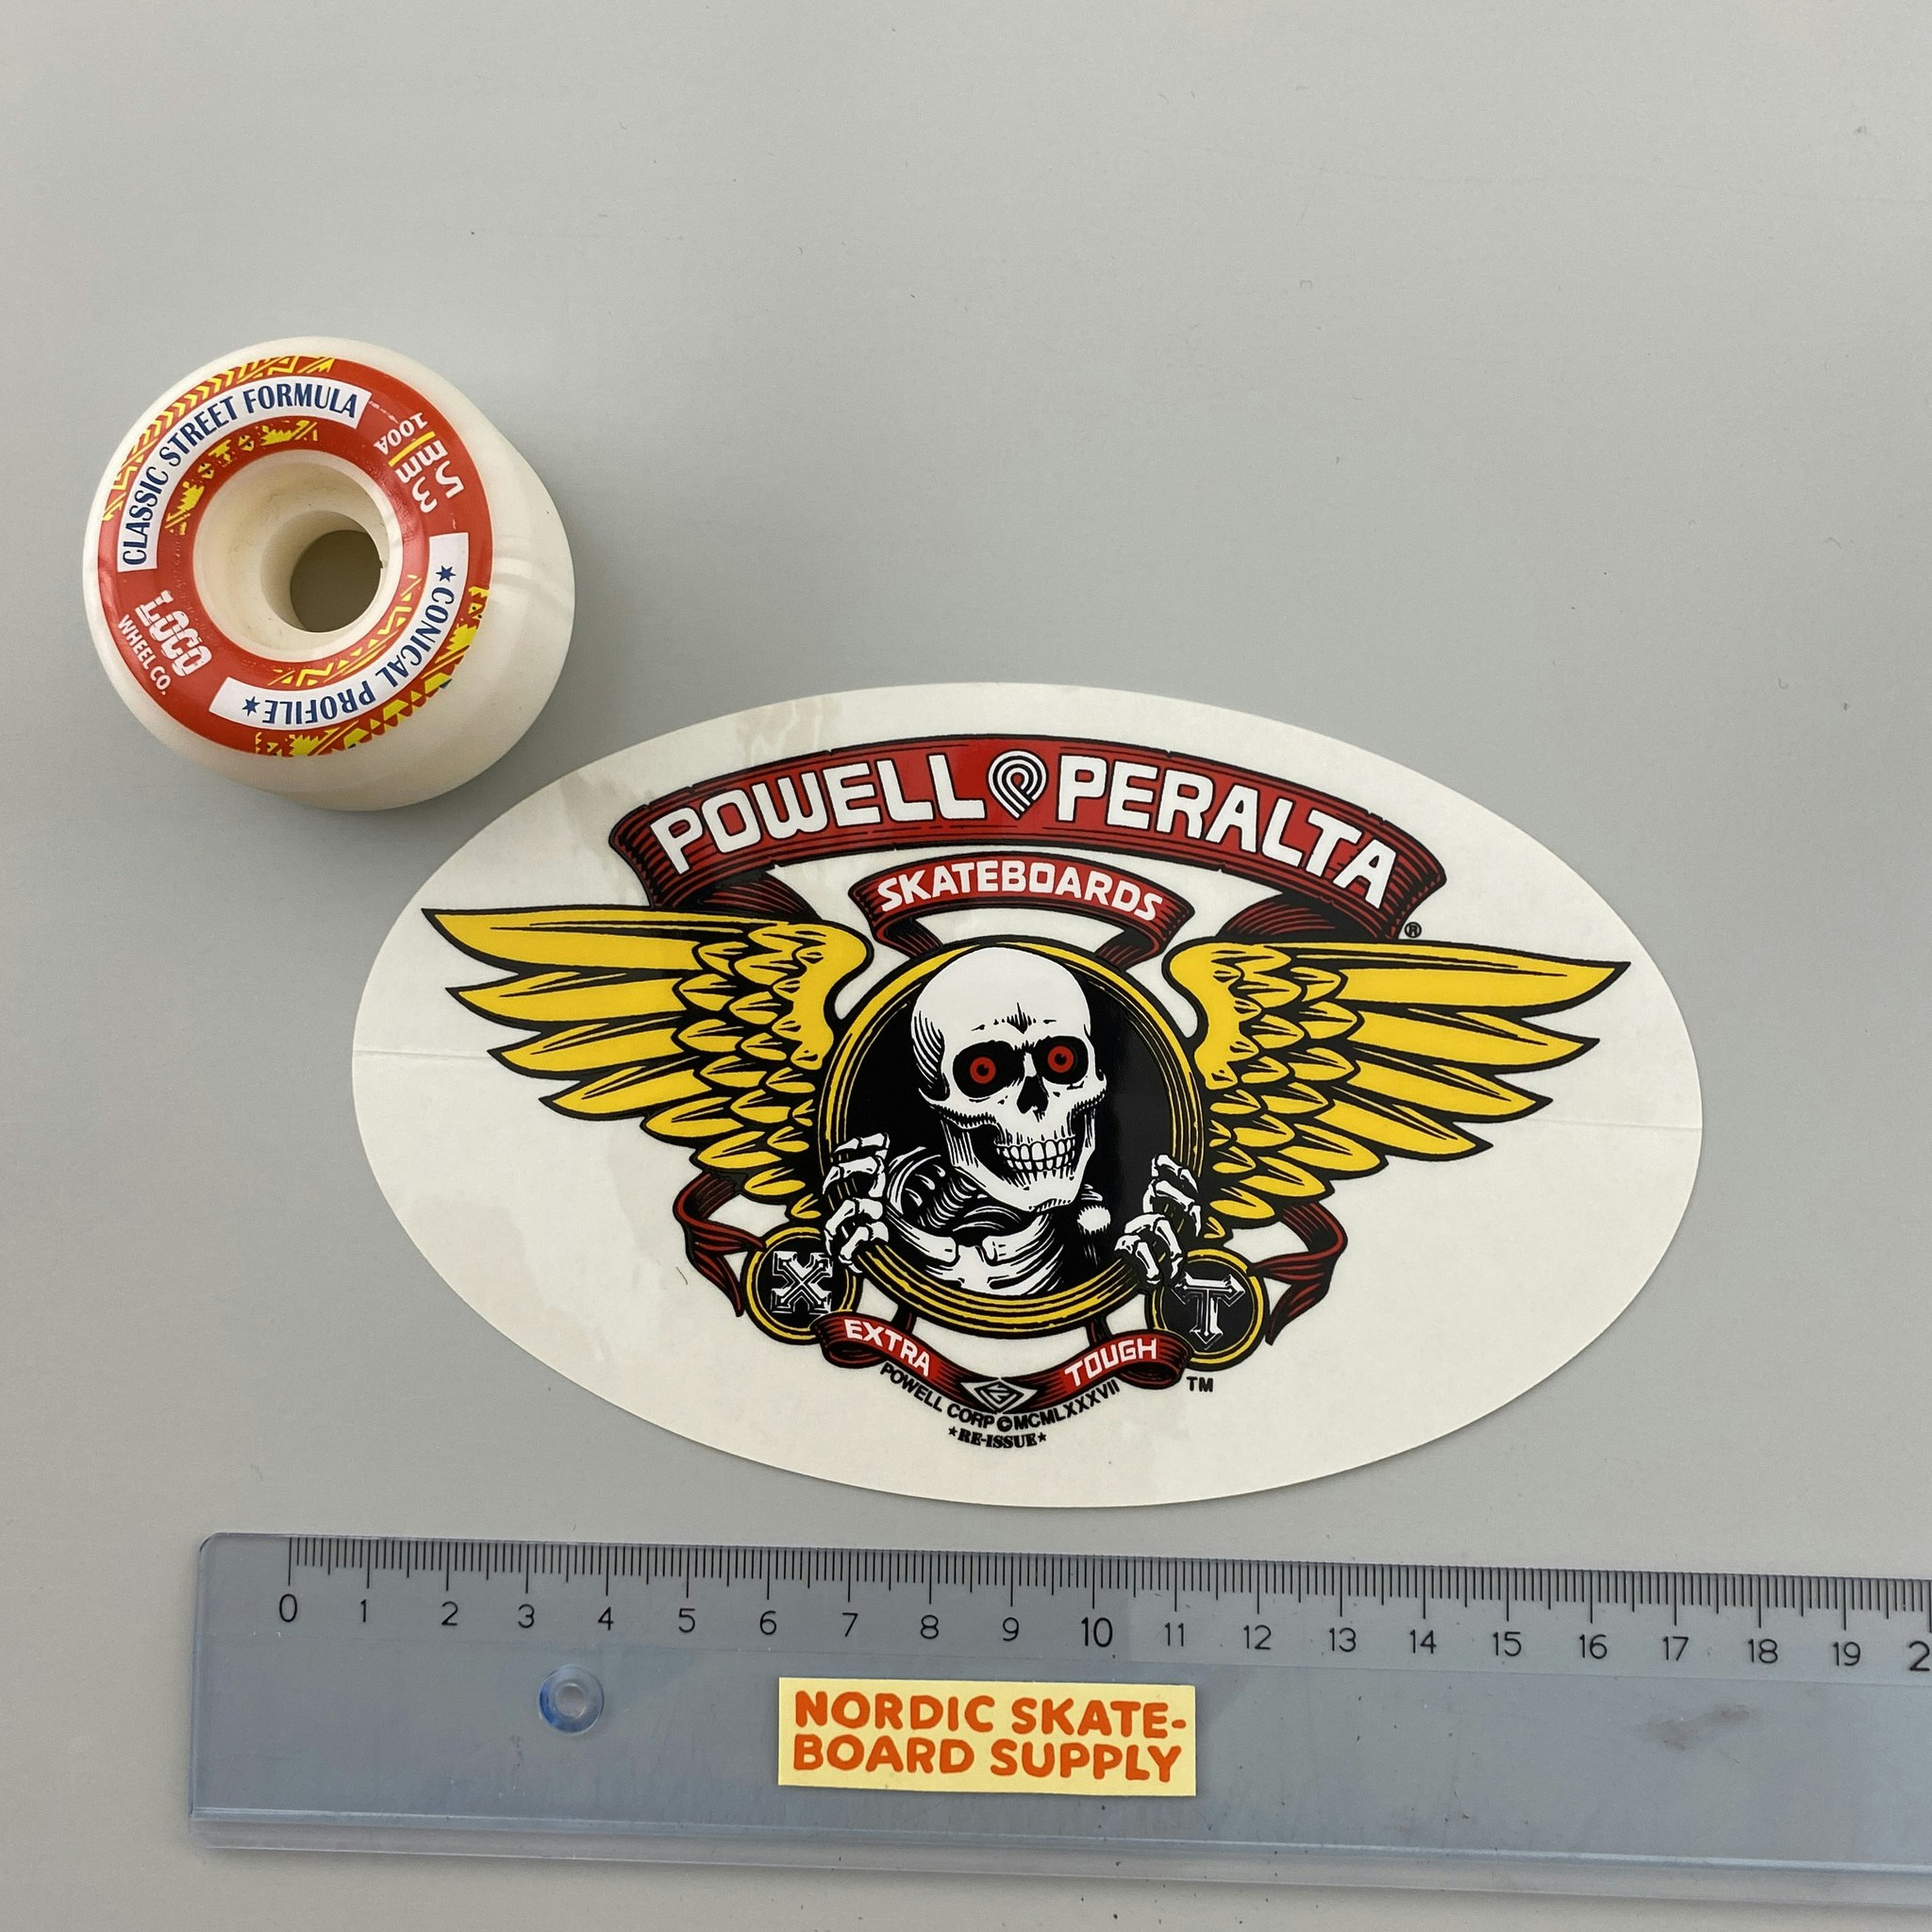 CLASSIC STREET FORMULA
53mm
100A
★ CONICAL PROFILE ★
LOCO
WHEEL CO.
POWELL PERALTA
SKATEBOARDS
®
X
T
EXTRA TOUGH
TM
POWELL CORP © MCMLXXXVII
★RE-ISSUE★
0 1 2 3 4 5 6 7 8 9 10 11 12 13 14 15 16 17 18 19 2
NORDIC SKATE-
BOARD SUPPLY